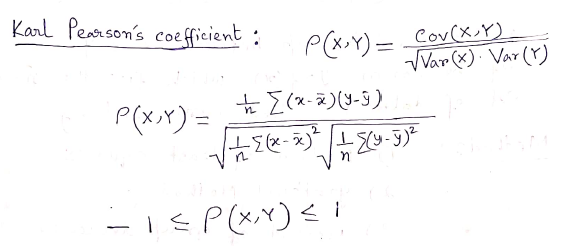 Karl Pearson's coefficient : ρ(X,Y) = Cov(X,Y) / √Var(X) · Var(Y)
ρ(X,Y) = 1/n Σ(x-x̄)(y-ȳ) / √1/n Σ(x-x̄)² √1/n Σ(y-ȳ)²
- 1 ≤ ρ(X,Y) ≤ 1